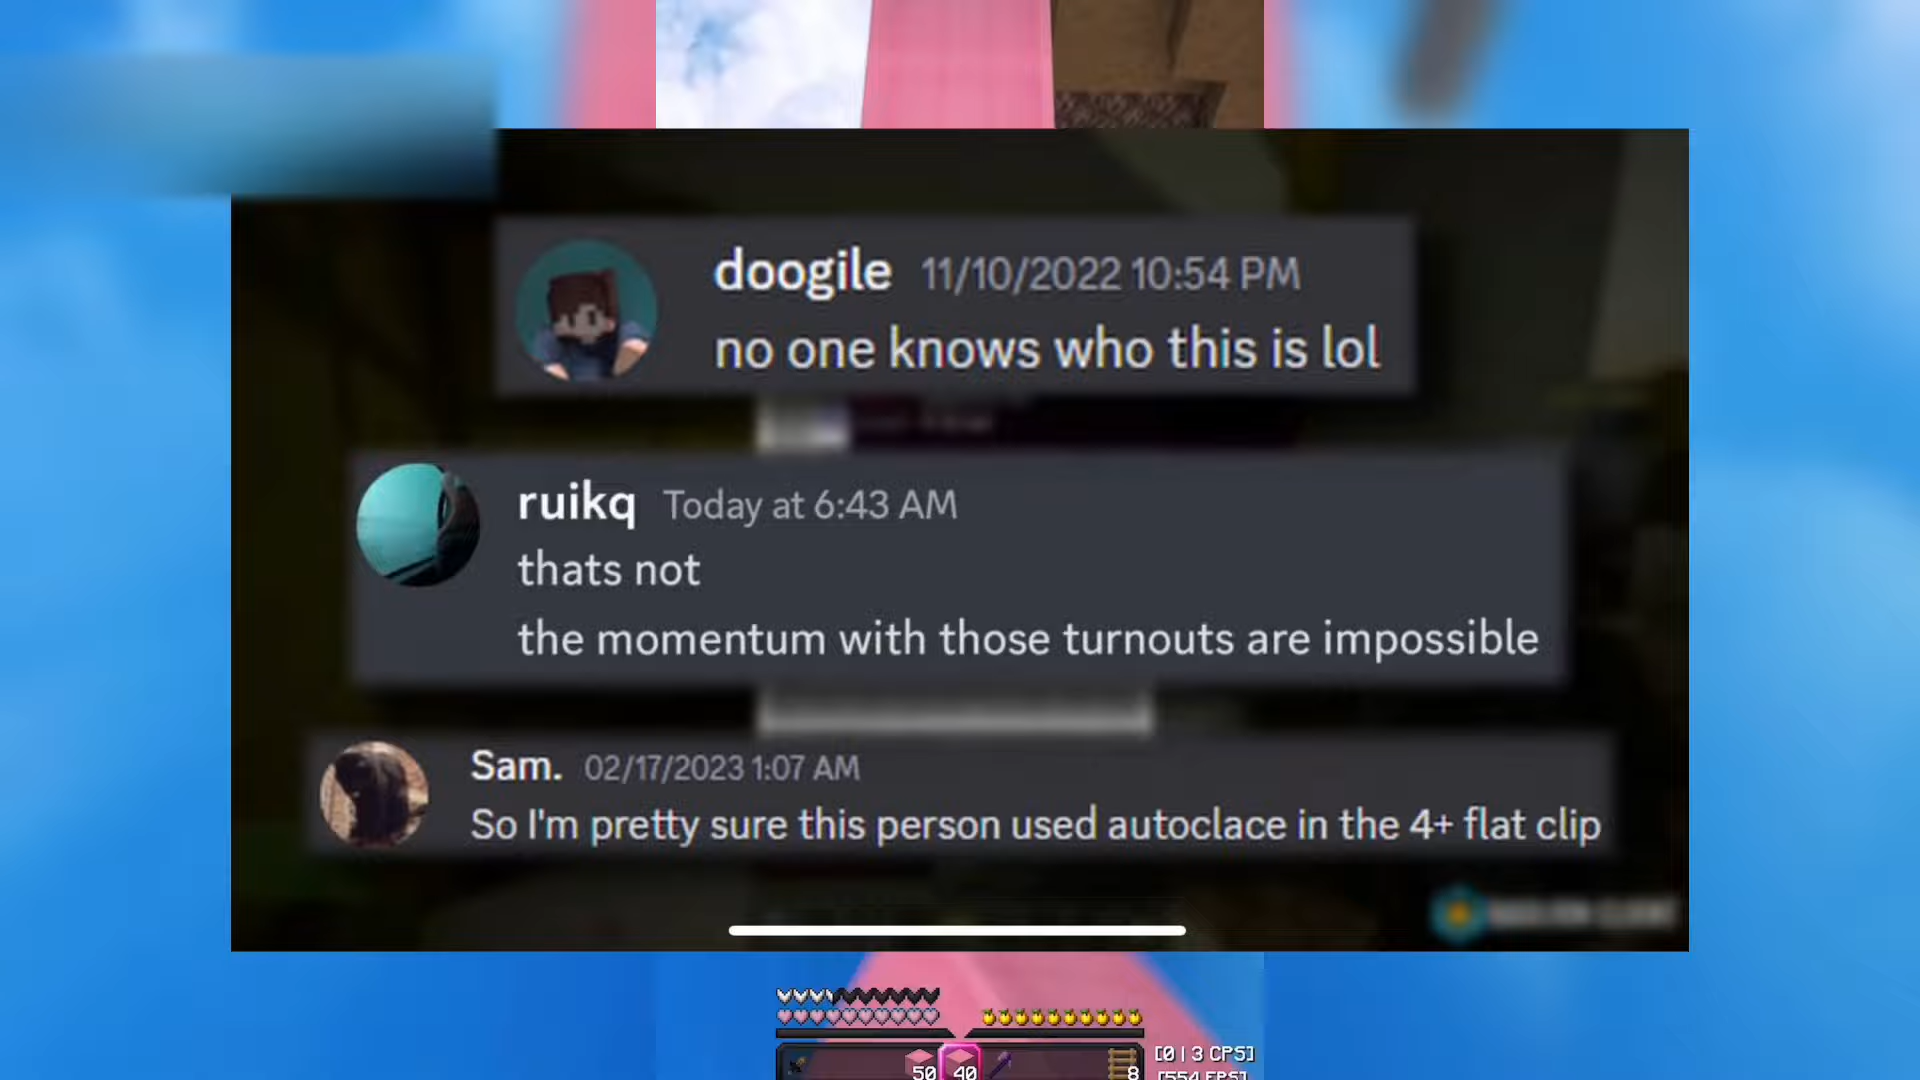 doogile 11/10/2022 10:54 PM
no one knows who this is lol
ruikq Today at 6:43 AM
thats not
the momentum with those turnouts are impossible
Sam. 02/17/2023 1:07 AM
So I'm pretty sure this person used autoclace in the 4+ flat clip
50 40 8
[0 | 3 CPS]
[554 FPS]